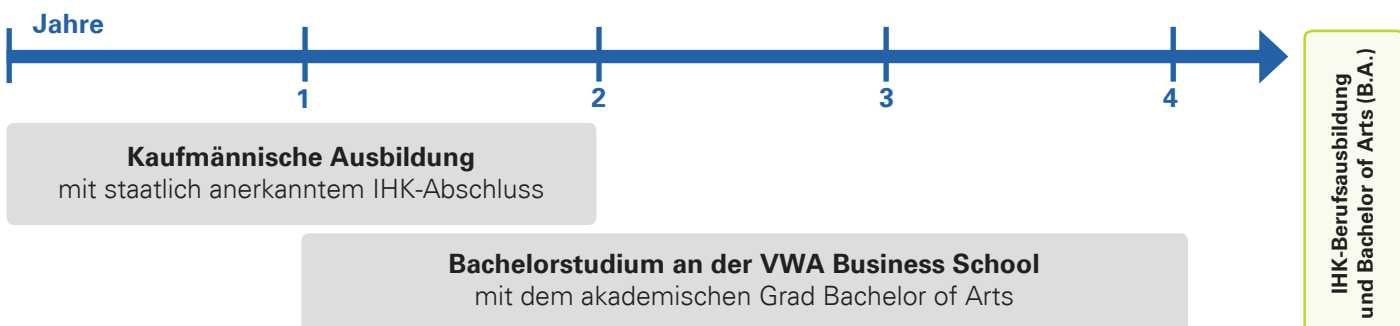 Jahre
1
2
3
4
Kaufmännische Ausbildung
mit staatlich anerkanntem IHK-Abschluss
Bachelorstudium an der VWA Business School
mit dem akademischen Grad Bachelor of Arts
IHK-Berufsausbildung
und Bachelor of Arts (B.A.)